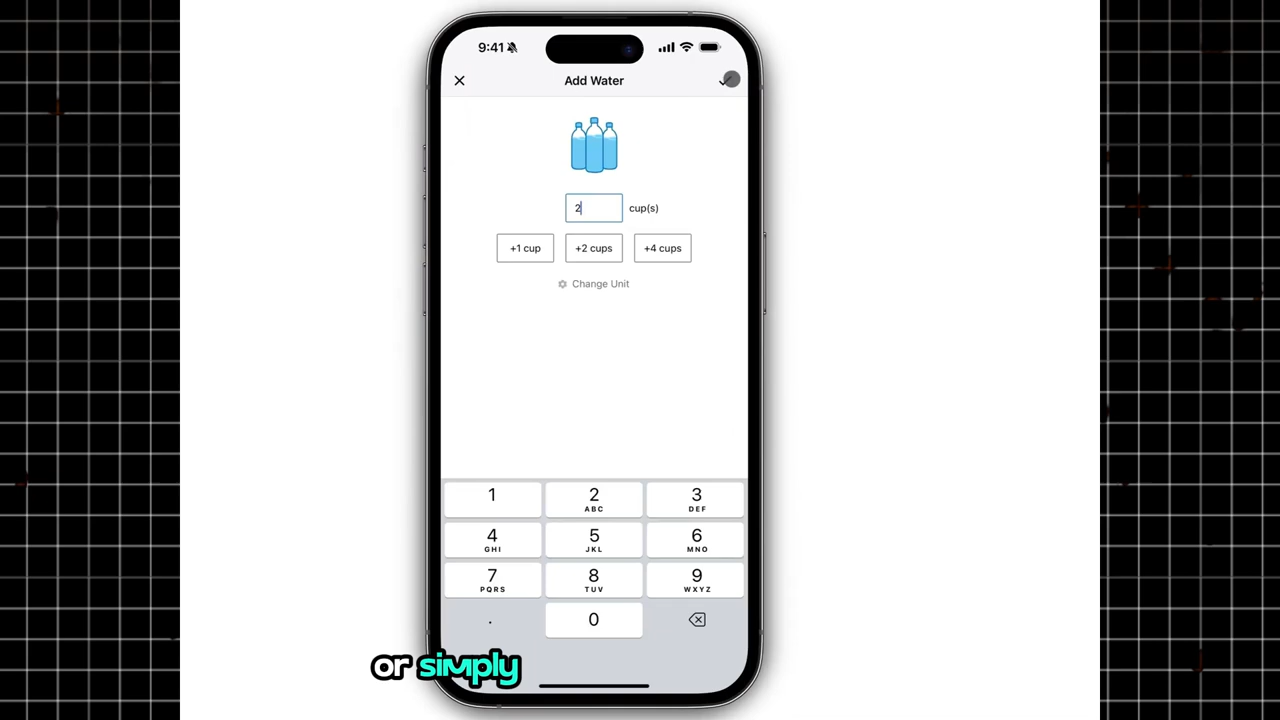 9:41
Add Water
2 cup(s)
+1 cup +2 cups +4 cups
Change Unit
1 2 3
ABC DEF
4 5 6
GHI JKL MNO
7 8 9
PQRS TUV WXYZ
. 0
or simply